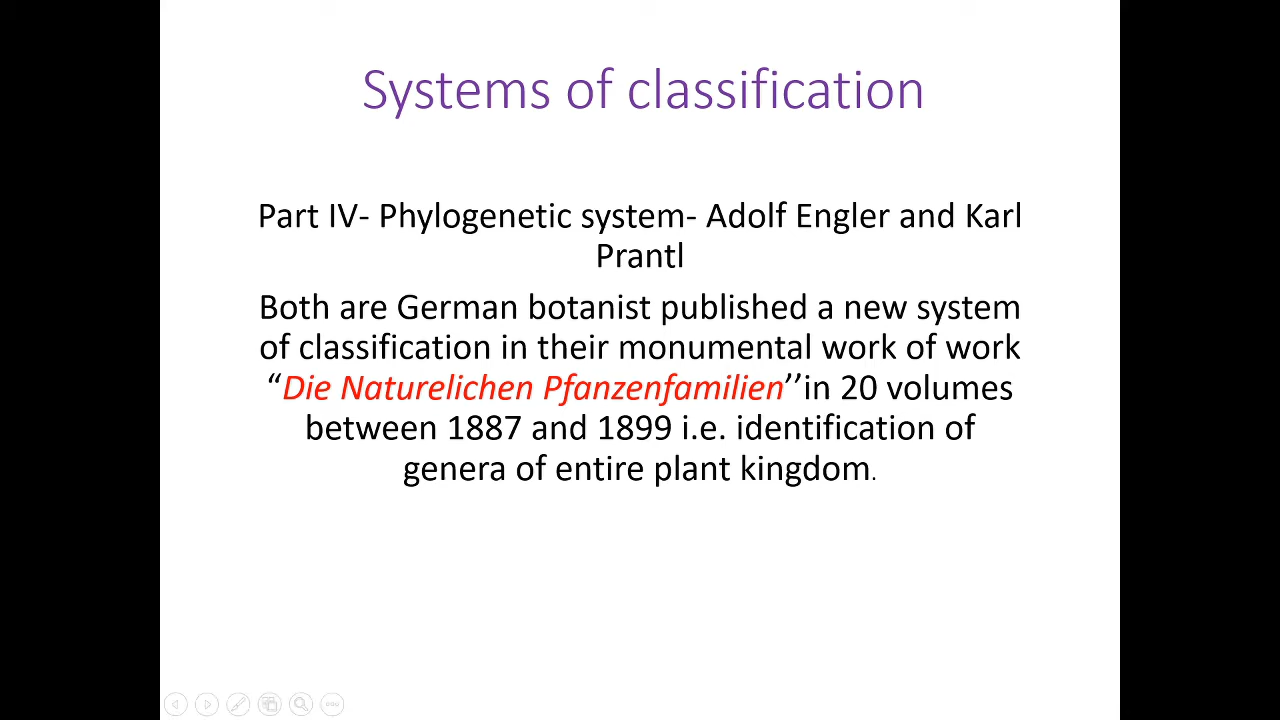 Systems of classification
Part IV- Phylogenetic system- Adolf Engler and Karl
Prantl
Both are German botanist published a new system
of classification in their monumental work of work
“Die Naturelichen Pfanzenfamilien’’in 20 volumes
between 1887 and 1899 i.e. identification of
genera of entire plant kingdom.